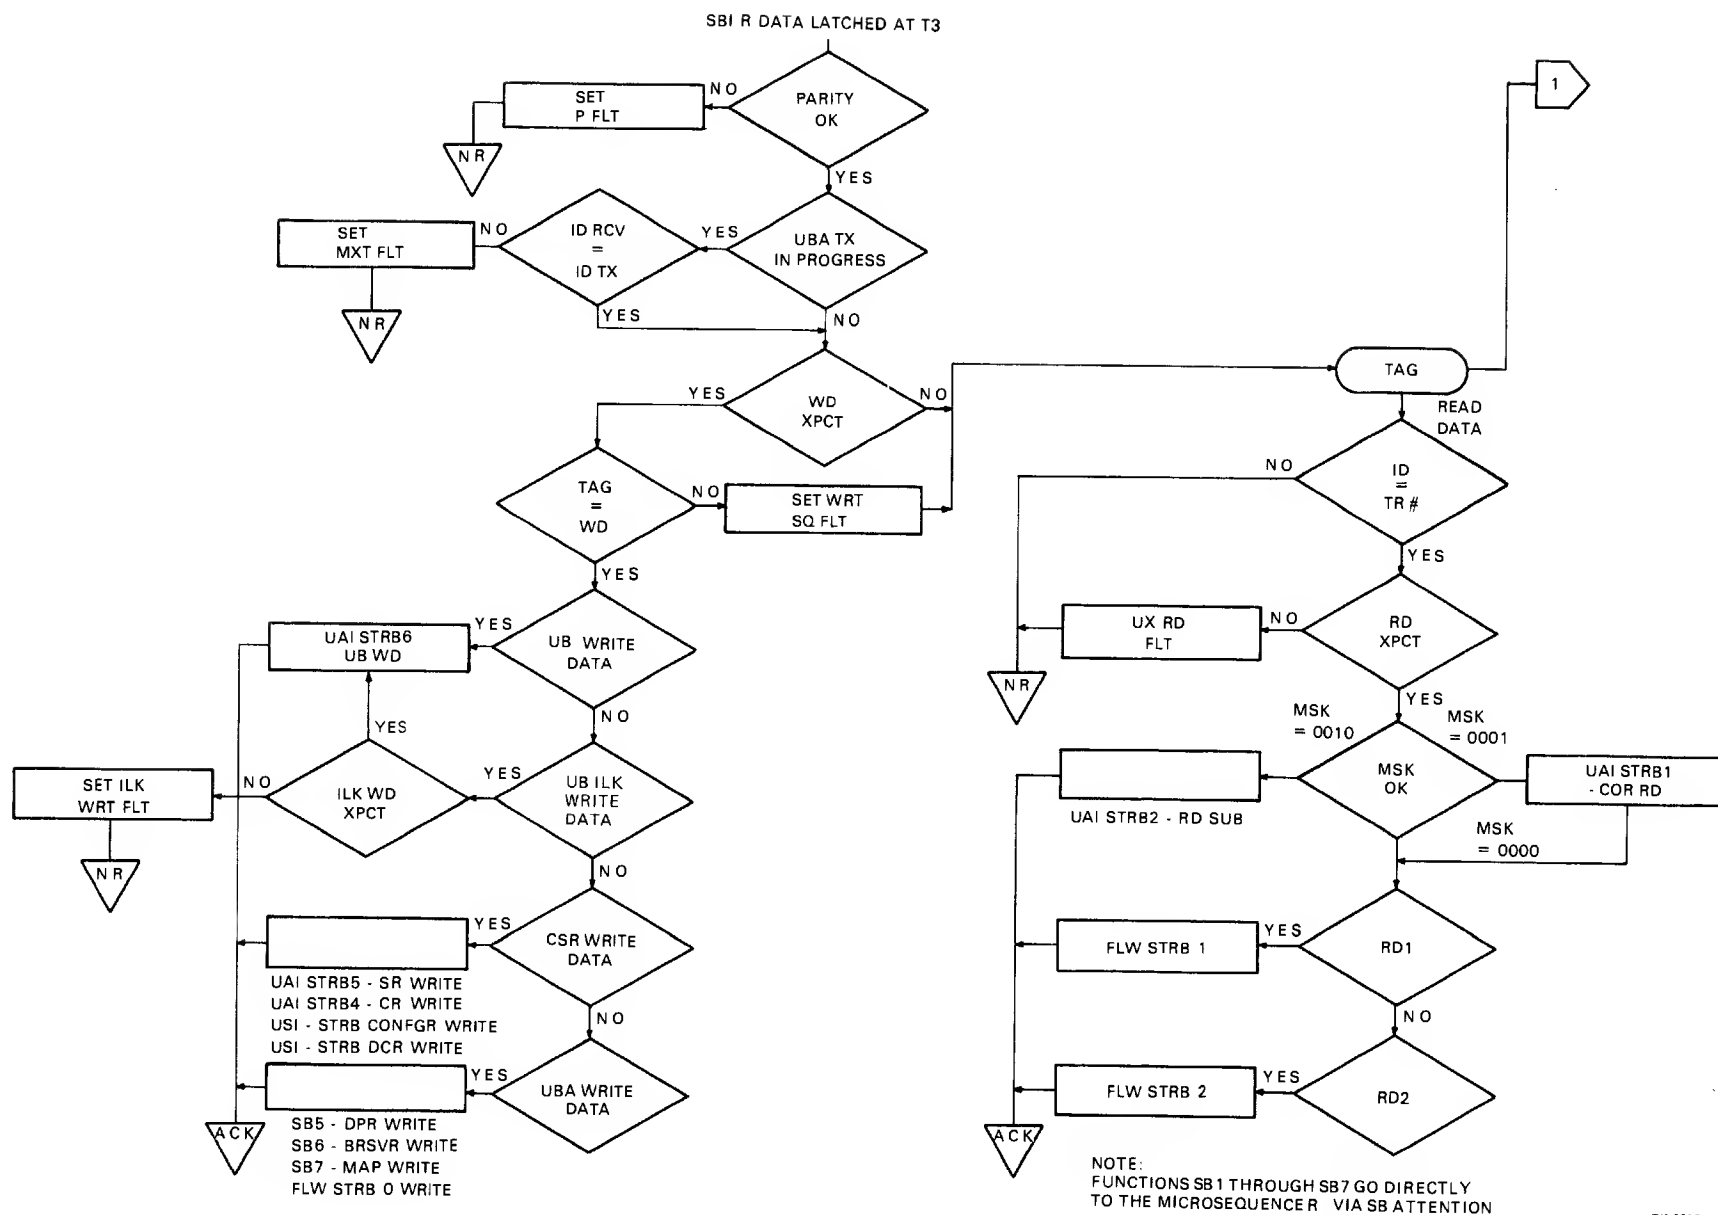 SBI R DATA LATCHED AT T3
PARITY
OK
NO
SET
P FLT
NR
YES
1
UBA TX
IN PROGRESS
YES
ID RCV
=
ID TX
NO
SET
MXT FLT
NR
YES
NO
WD
XPCT
YES
NO
TAG
READ
DATA
TAG
=
WD
NO
SET WRT
SQ FLT
YES
ID
=
TR #
NO
YES
UB WRITE
DATA
YES
UAI STRB6
UB WD
NO
RD
XPCT
NO
UX RD
FLT
NR
YES
UB ILK
WRITE
DATA
YES
ILK WD
XPCT
YES
NO
SET ILK
WRT FLT
NR
NO
MSK
= 0010
MSK
= 0001
MSK
OK
UAI STRB1
- COR RD
UAI STRB2 - RD SUB
MSK
= 0000
CSR WRITE
DATA
YES
UAI STRB5 - SR WRITE
UAI STRB4 - CR WRITE
USI - STRB CONFGR WRITE
USI - STRB DCR WRITE
NO
RD1
YES
FLW STRB 1
NO
UBA WRITE
DATA
YES
SB5 - DPR WRITE
SB6 - BRSVR WRITE
SB7 - MAP WRITE
FLW STRB 0 WRITE
ACK
RD2
YES
FLW STRB 2
ACK
NOTE:
FUNCTIONS SB1 THROUGH SB7 GO DIRECTLY
TO THE MICROSEQUENCER VIA SB ATTENTION